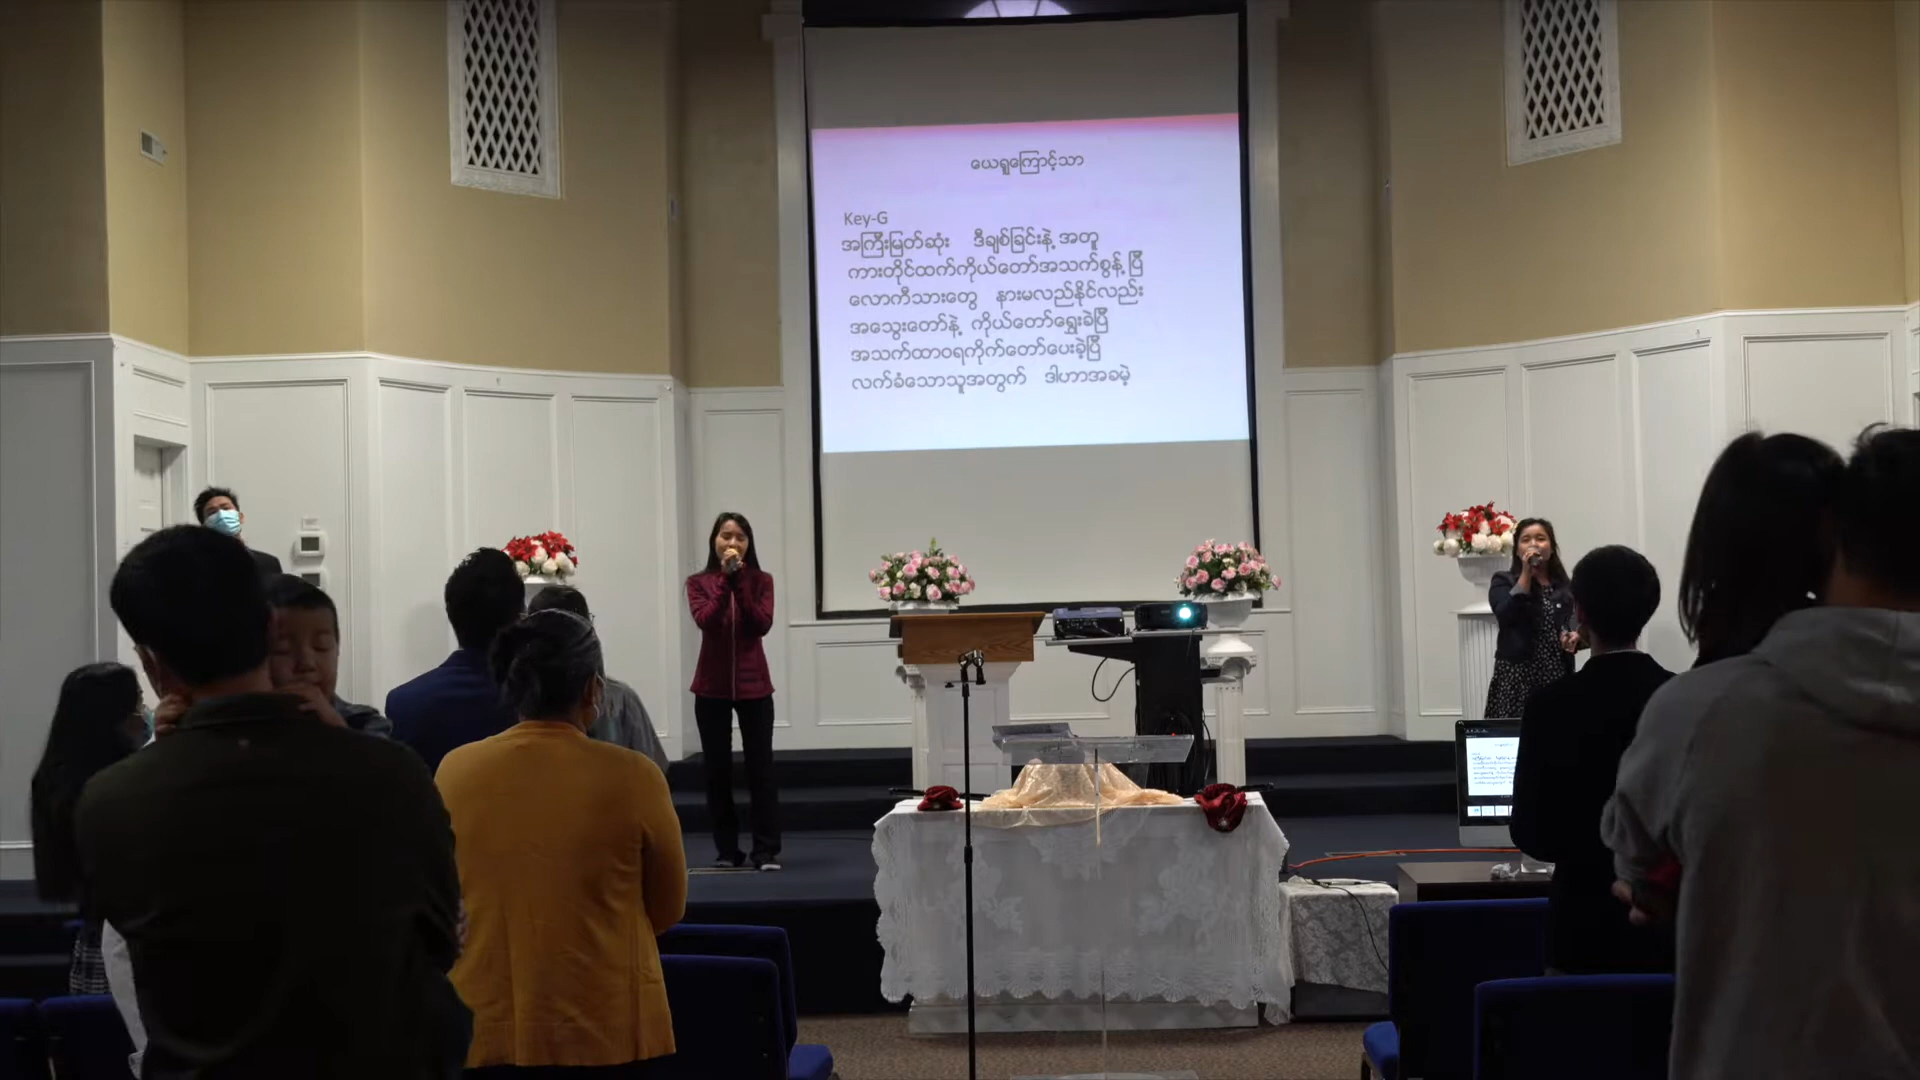 ယေရှုကြောင့်သာ
Key-G
အကြီးမြတ်ဆုံး ဒီချစ်ခြင်းနဲ့ အတူ
ကားတိုင်ထက်ကိုယ်တော်အသက်စွန့် ပြီ
လောကီသားတွေ နားမလည်နိုင်လည်း
အသွေးတော်နဲ့ ကိုယ်တော်ရွေးခဲပြီ
အသက်ထာဝရကိုက်တော်ပေးခဲ့ပြီ
လက်ခံသောသူအတွက် ဒါဟာအခမဲ့